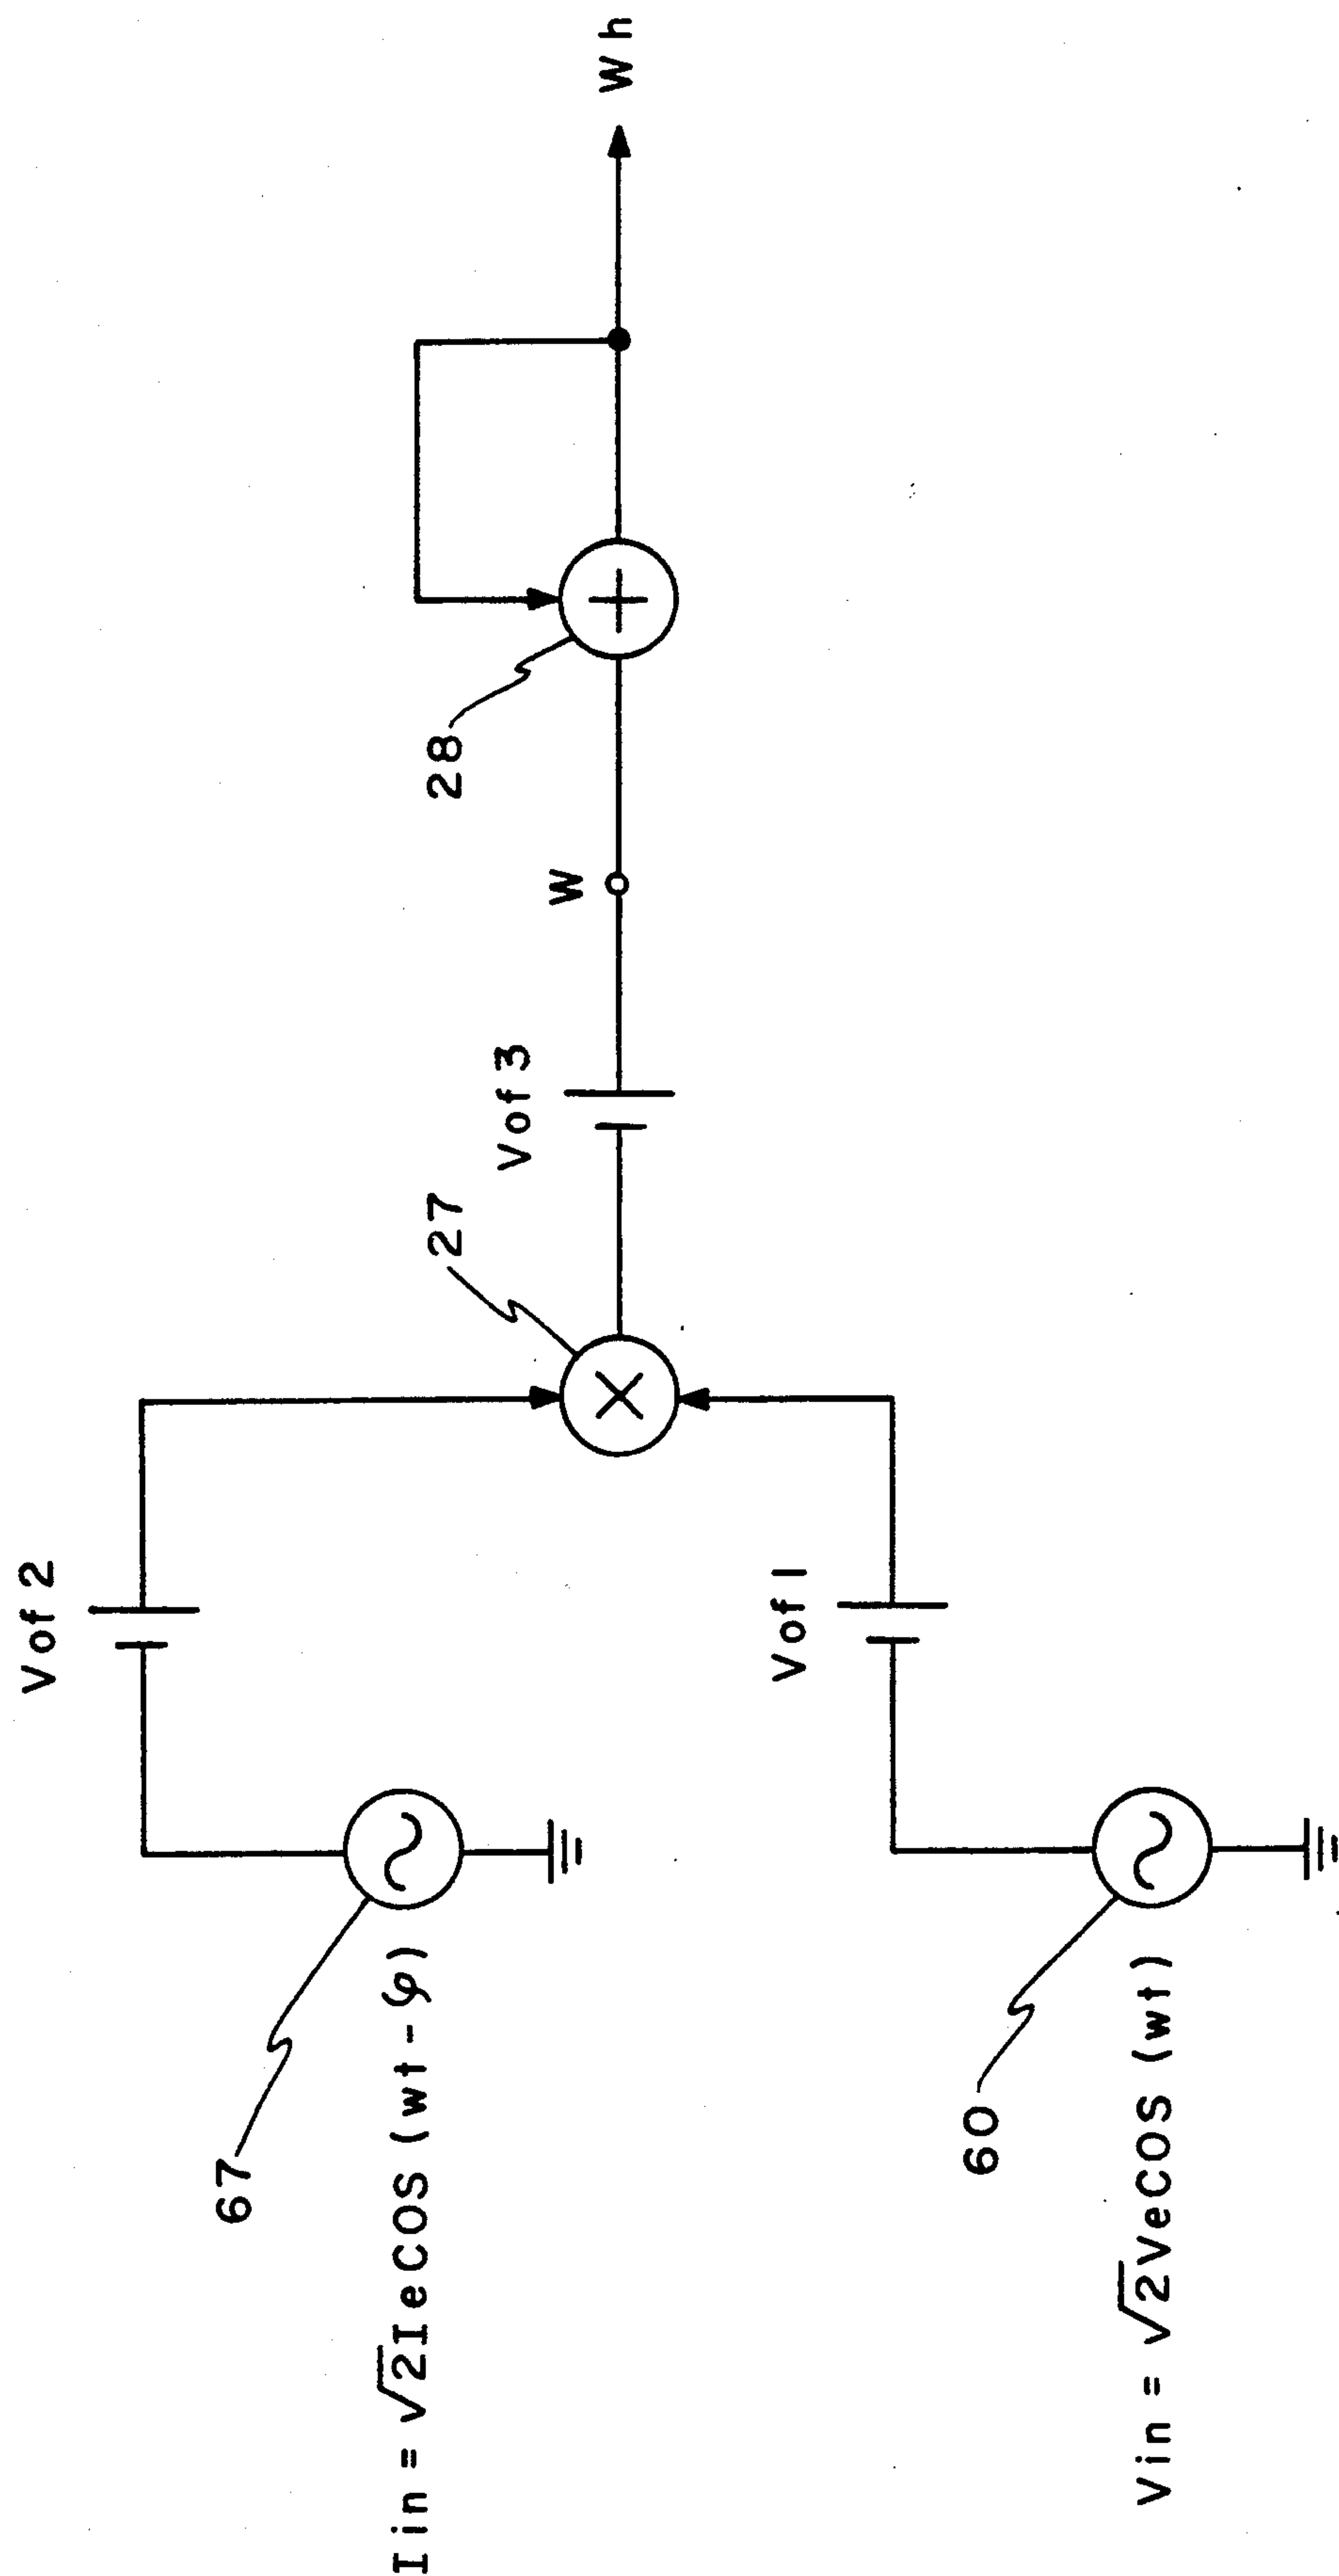 Vof 2
67
Iin = √2IeCOS (wt-φ)
27
Vof 3
W
28
Wh
Vof 1
60
Vin = √2VeCOS (wt)